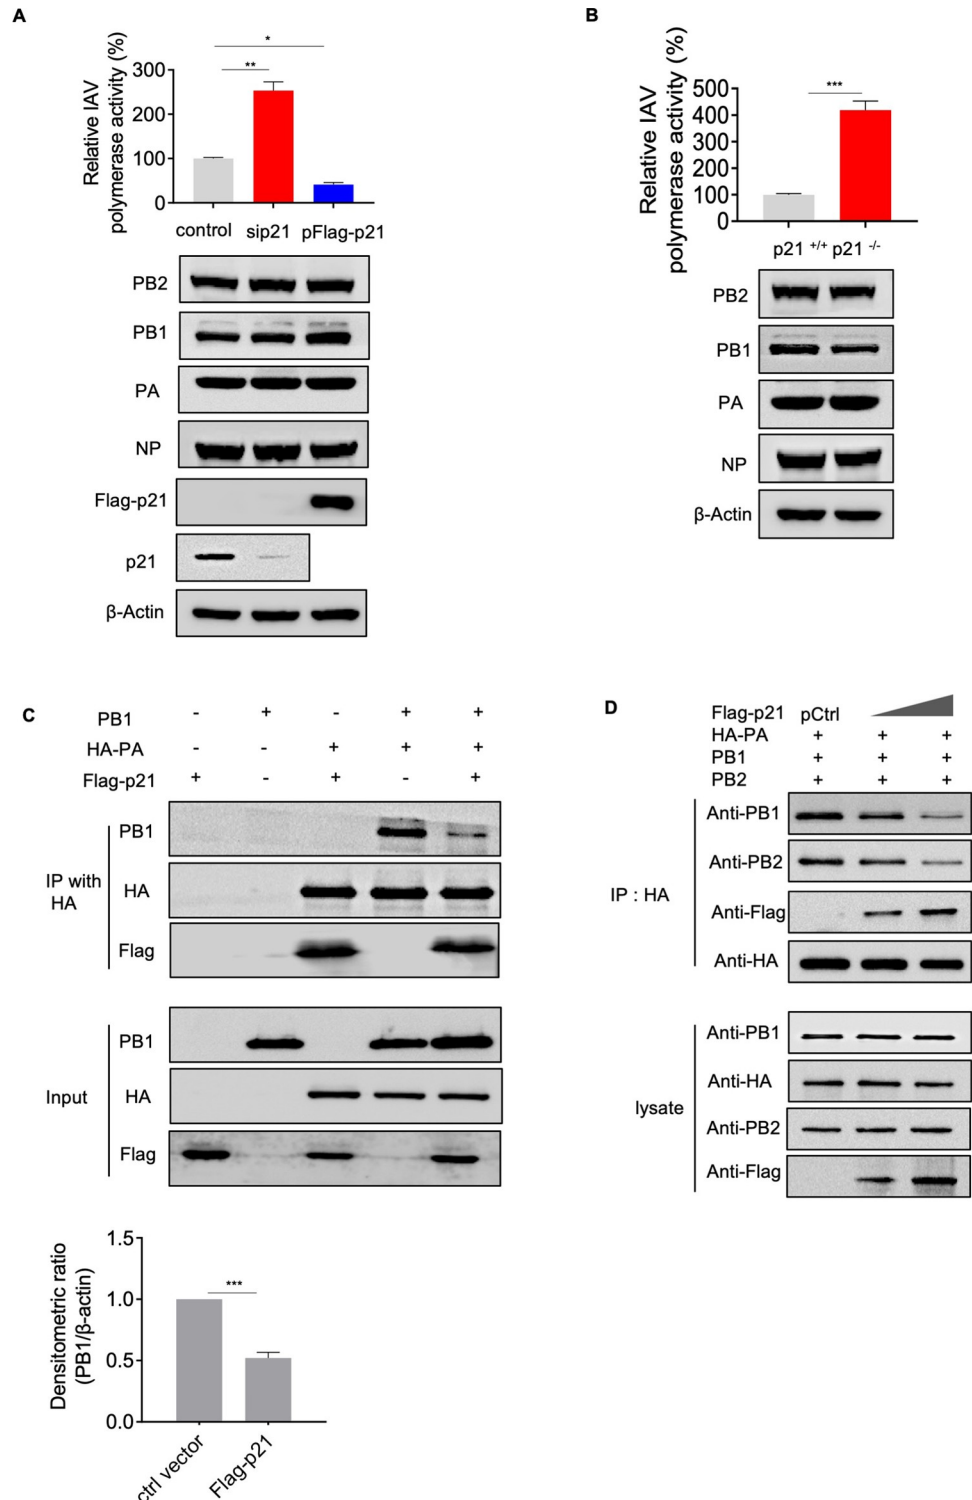 A
Relative IAV
polymerase activity (%)
300
200
100
0
*
**
control sip21 pFlag-p21
PB2
PB1
PA
NP
Flag-p21
p21
β-Actin
B
Relative IAV
polymerase activity (%)
500
400
300
200
100
0
***
p21 +/+ p21 -/-
PB2
PB1
PA
NP
β-Actin
C
PB1 - + - + +
HA-PA - - + + +
Flag-p21 + - + - +
IP with
HA
PB1
HA
Flag
Input
PB1
HA
Flag
Densitometric ratio
(PB1/β-actin)
1.5
1.0
0.5
0.0
***
ctrl vector
Flag-p21
D
Flag-p21 pCtrl
HA-PA + + +
PB1 + + +
PB2 + + +
IP : HA
Anti-PB1
Anti-PB2
Anti-Flag
Anti-HA
lysate
Anti-PB1
Anti-HA
Anti-PB2
Anti-Flag